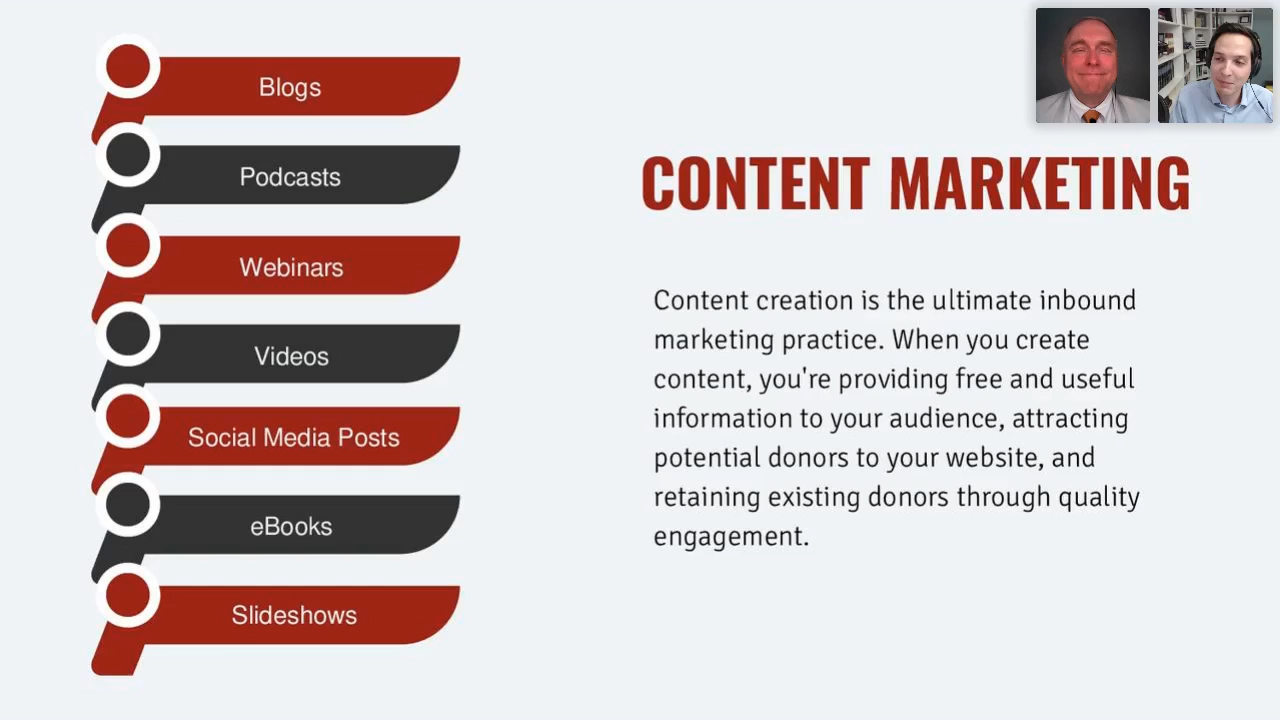 Blogs
Podcasts
Webinars
Videos
Social Media Posts
eBooks
Slideshows
CONTENT MARKETING
Content creation is the ultimate inbound
marketing practice. When you create
content, you're providing free and useful
information to your audience, attracting
potential donors to your website, and
retaining existing donors through quality
engagement.